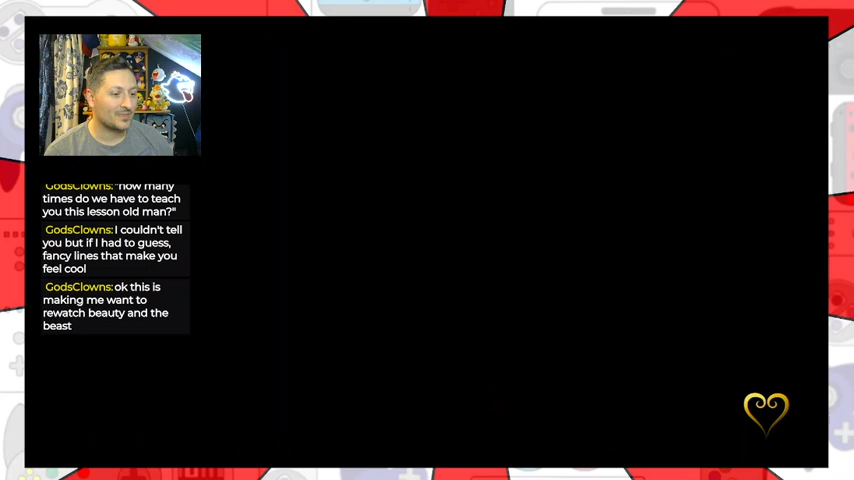 GodsClowns: "how many
times do we have to teach
you this lesson old man?"
GodsClowns: I couldn't tell
you but if I had to guess,
fancy lines that make you
feel cool
GodsClowns: ok this is
making me want to
rewatch beauty and the
beast